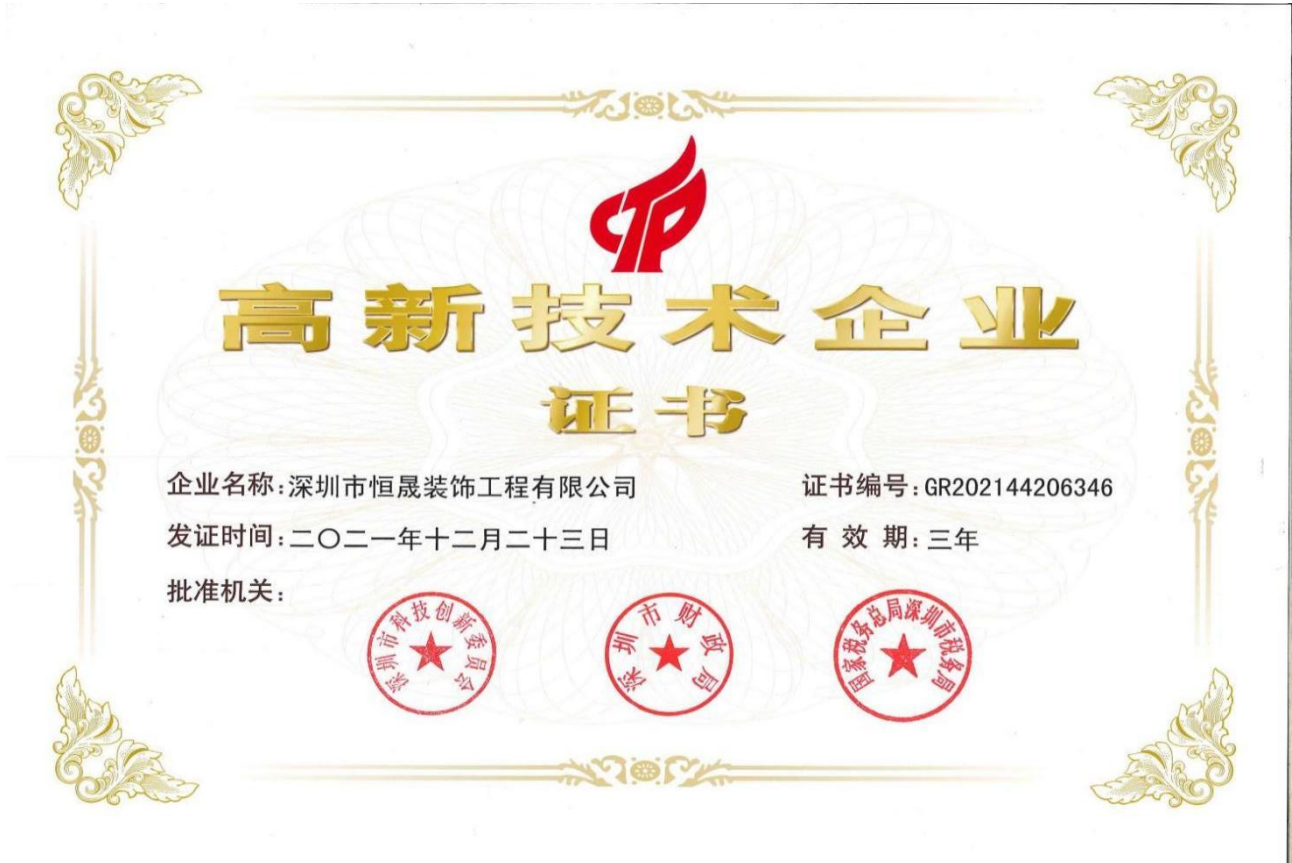 高新技术企业
证书
企业名称:深圳市恒晟装饰工程有限公司
证书编号:GR202144206346
发证时间:二〇二一年十二月二十三日
有效期:三年
批准机关:
深圳市科技创新委员会
深圳市财政局
国家税务总局深圳市税务局